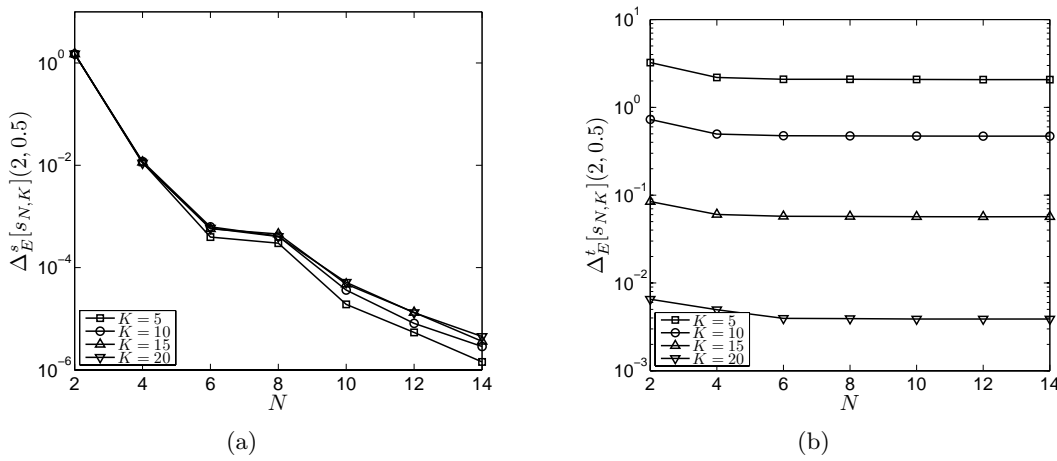 10^0
10^{-2}
10^{-4}
10^{-6}
Δ^s_E[s_{N,K}](2, 0.5)
K = 5
K = 10
K = 15
K = 20
2 4 6 8 10 12 14
N
(a)
10^1
10^0
10^{-1}
10^{-2}
10^{-3}
Δ^t_E[s_{N,K}](2, 0.5)
K = 5
K = 10
K = 15
K = 20
2 4 6 8 10 12 14
N
(b)